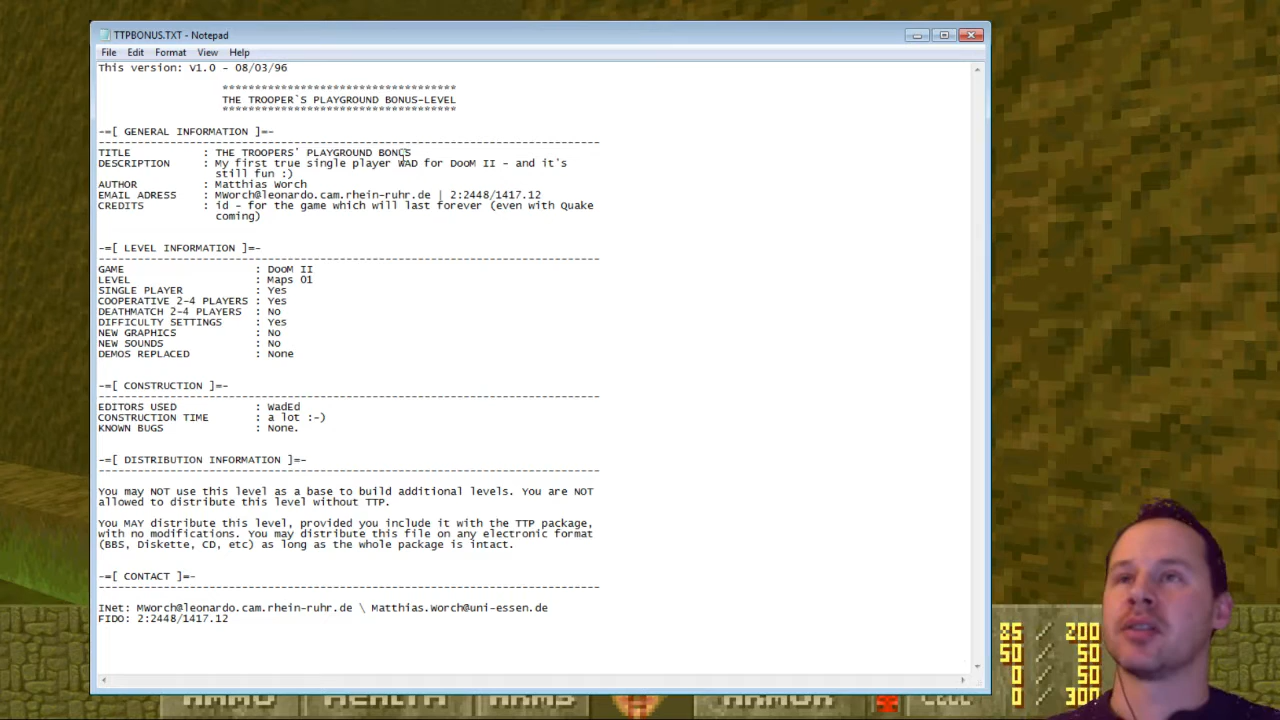 TTPBONUS.TXT - Notepad
File Edit Format View Help
This version: v1.0 - 08/03/96
************************************
THE TROOPER`S PLAYGROUND BONUS-LEVEL
************************************
-=[ GENERAL INFORMATION ]=-
-----------------------------------------------------------------------------
TITLE : THE TROOPERS' PLAYGROUND BONUS
DESCRIPTION : My first true single player WAD for DooM II - and it's
still fun :)
AUTHOR : Matthias Worch
EMAIL ADRESS : MWorch@leonardo.cam.rhein-ruhr.de | 2:2448/1417.12
CREDITS : id - for the game which will last forever (even with Quake
coming)
-=[ LEVEL INFORMATION ]=-
-----------------------------------------------------------------------------
GAME : DooM II
LEVEL : Maps 01
SINGLE PLAYER : Yes
COOPERATIVE 2-4 PLAYERS : Yes
DEATHMATCH 2-4 PLAYERS : No
DIFFICULTY SETTINGS : Yes
NEW GRAPHICS : No
NEW SOUNDS : No
DEMOS REPLACED : None
-=[ CONSTRUCTION ]=-
-----------------------------------------------------------------------------
EDITORS USED : WadEd
CONSTRUCTION TIME : a lot :-)
KNOWN BUGS : None.
-=[ DISTRIBUTION INFORMATION ]=-
-----------------------------------------------------------------------------
You may NOT use this level as a base to build additional levels. You are NOT
allowed to distribute this level without TTP.
You MAY distribute this level, provided you include it with the TTP package,
with no modifications. You may distribute this file on any electronic format
(BBS, Diskette, CD, etc) as long as the whole package is intact.
-=[ CONTACT ]=-
-----------------------------------------------------------------------------
INet: MWorch@leonardo.cam.rhein-ruhr.de \ Matthias.Worch@uni-essen.de
FIDO: 2:2448/1417.12
85 / 200
50 / 50
0 / 50
0 / 300
AMMO HEALTH ARMS ARMOR